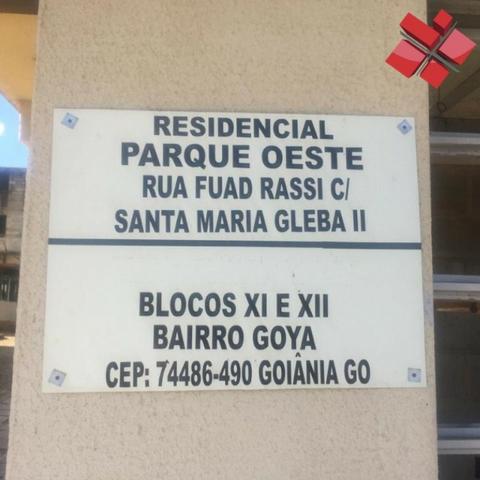 RESIDENCIAL
PARQUE OESTE
RUA FUAD RASSI C/
SANTA MARIA GLEBA II
BLOCOS XI E XII
BAIRRO GOYA
CEP: 74486-490 GOIÂNIA GO